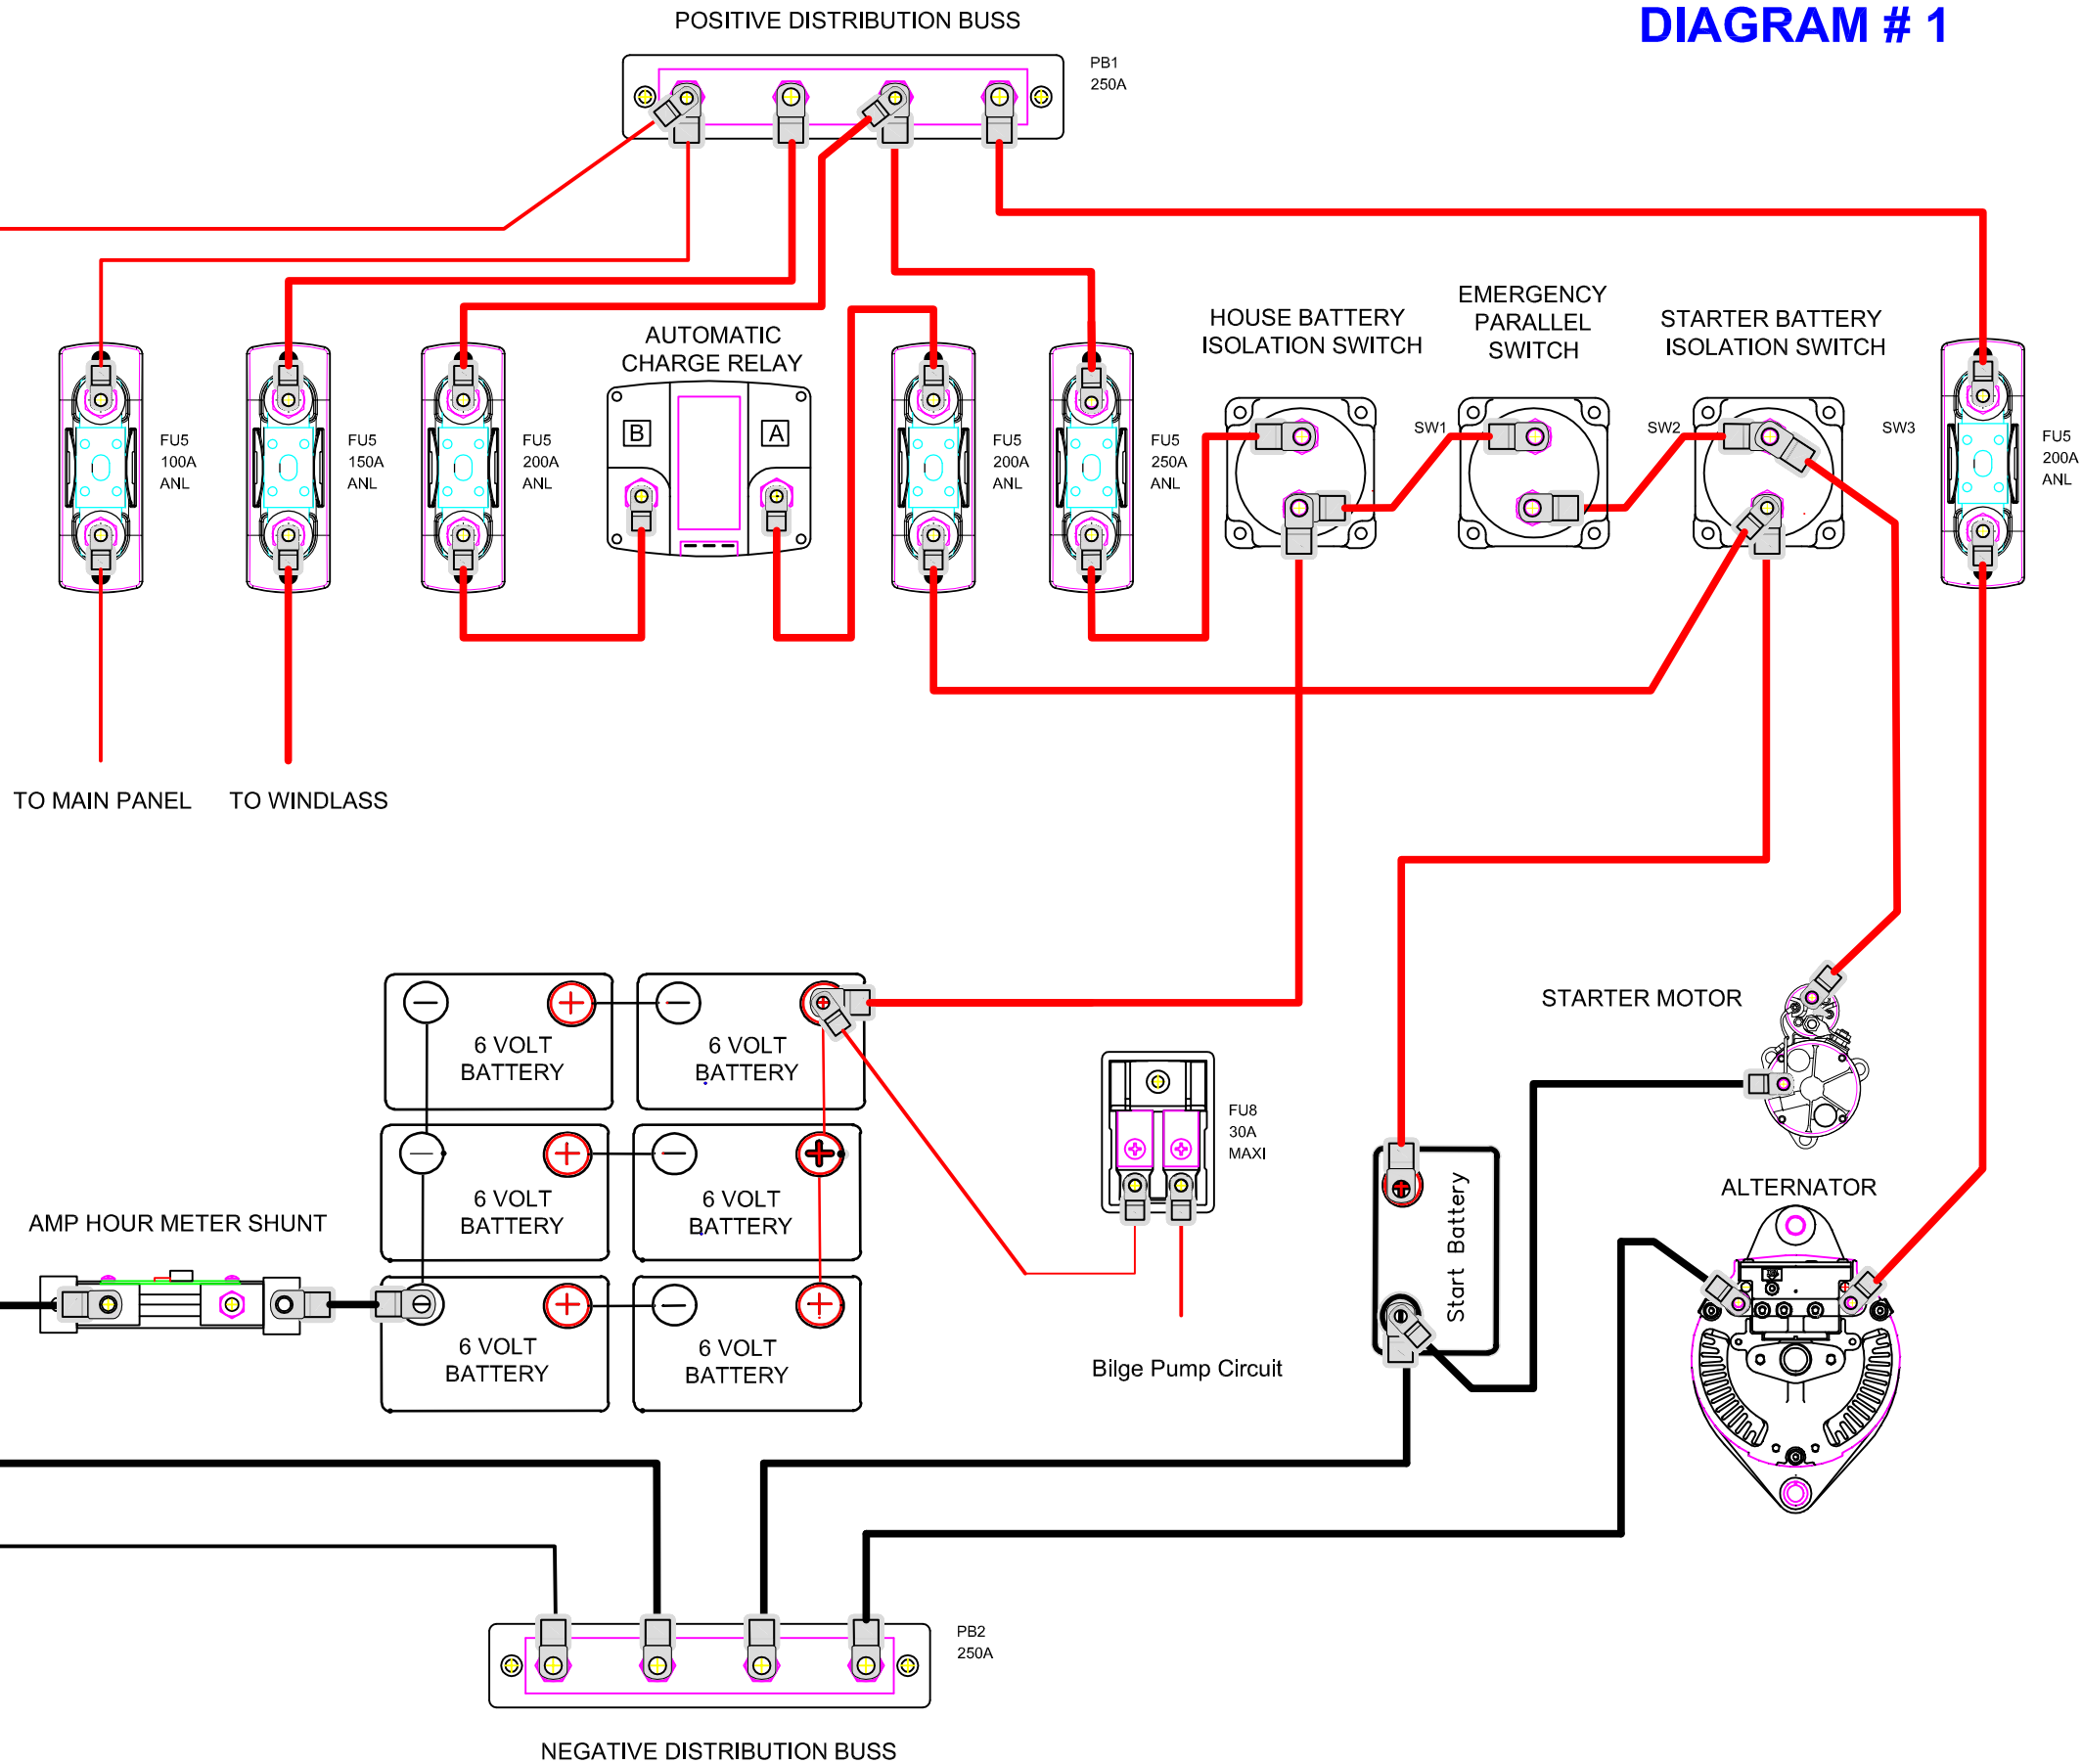 DIAGRAM # 1
POSITIVE DISTRIBUTION BUSS
PB1
250A
HOUSE BATTERY
ISOLATION SWITCH
EMERGENCY
PARALLEL
SWITCH
STARTER BATTERY
ISOLATION SWITCH
AUTOMATIC
CHARGE RELAY
B
A
FU5
100A
ANL
FU5
150A
ANL
FU5
200A
ANL
FU5
200A
ANL
FU5
250A
ANL
SW1
SW2
SW3
FU5
200A
ANL
TO MAIN PANEL
TO WINDLASS
STARTER MOTOR
6 VOLT
BATTERY
6 VOLT
BATTERY
FU8
30A
MAXI
6 VOLT
BATTERY
6 VOLT
BATTERY
AMP HOUR METER SHUNT
Start Battery
ALTERNATOR
6 VOLT
BATTERY
6 VOLT
BATTERY
Bilge Pump Circuit
PB2
250A
NEGATIVE DISTRIBUTION BUSS